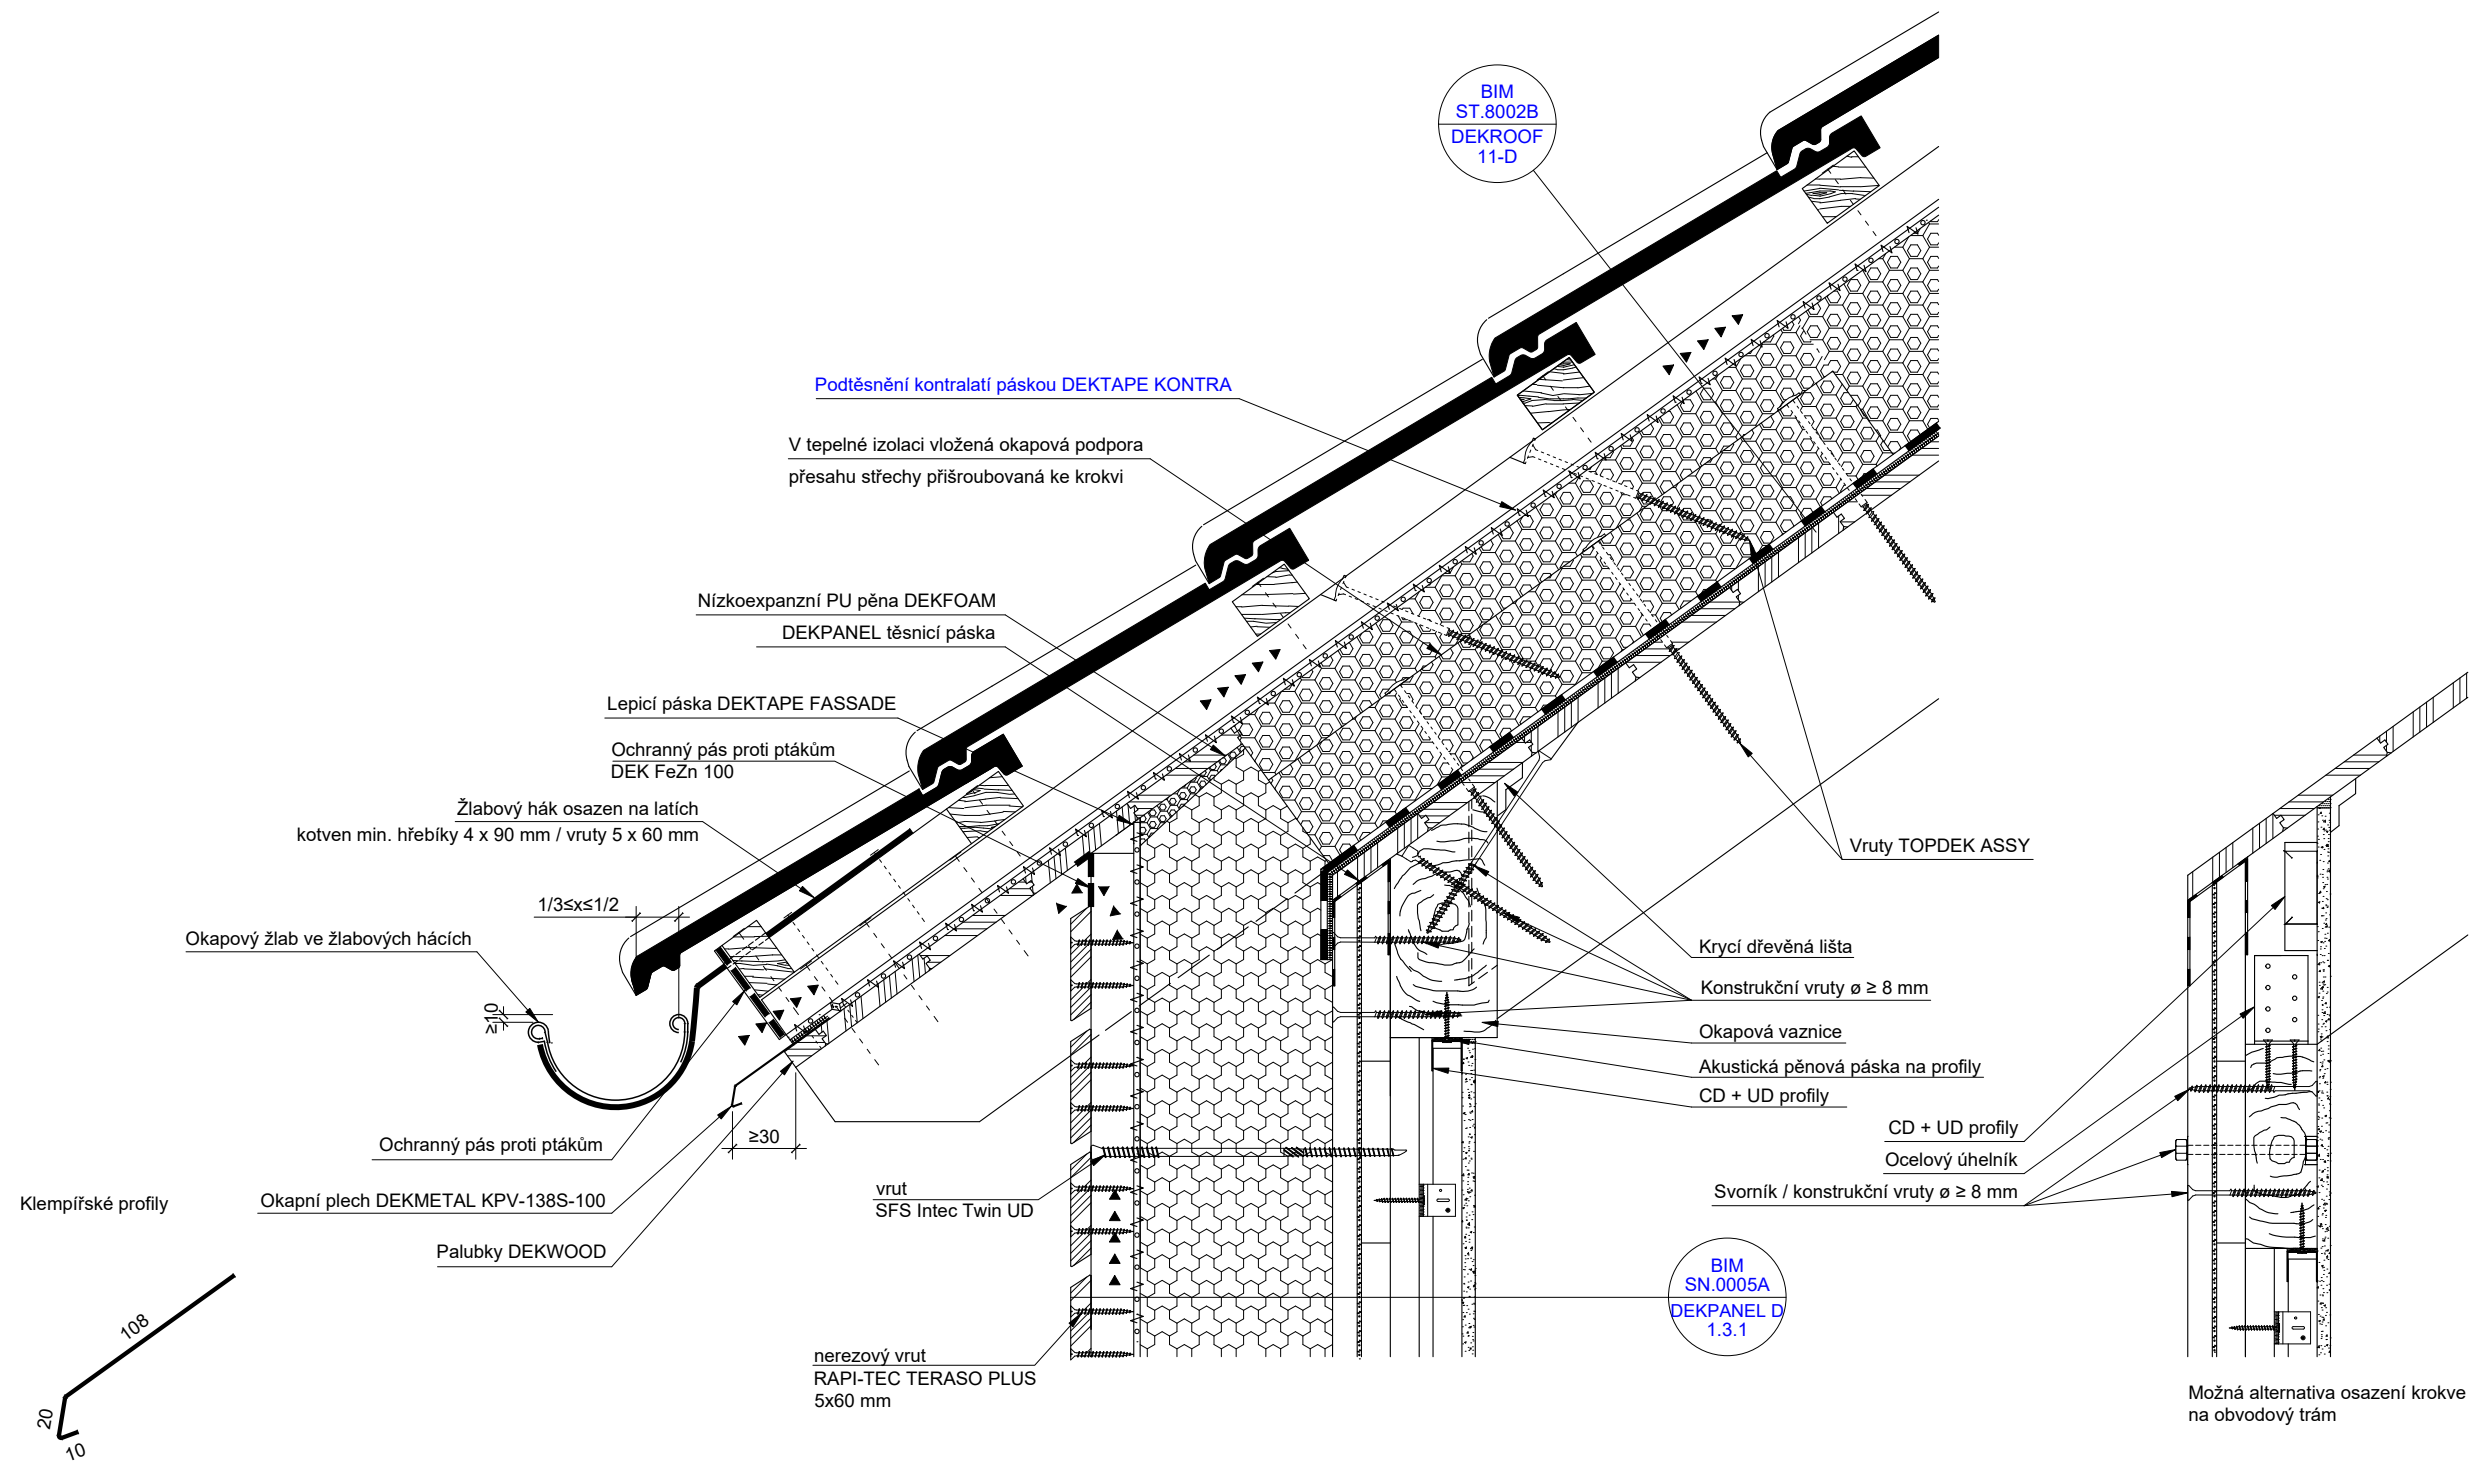 BIM
ST.8002B
DEKROOF
11-D
Podtěsnění kontralatí páskou DEKTAPE KONTRA
V tepelné izolaci vložená okapová podpora
přesahu střechy přišroubovaná ke krokvi
Nízkoexpanzní PU pěna DEKFOAM
DEKPANEL těsnicí páska
Lepicí páska DEKTAPE FASSADE
Ochranný pás proti ptákům
DEK FeZn 100
Žlabový hák osazen na latích
kotven min. hřebíky 4 x 90 mm / vruty 5 x 60 mm
1/3≤x≤1/2
Okapový žlab ve žlabových hácích
≥10
≥30
Ochranný pás proti ptákům
Okapní plech DEKMETAL KPV-138S-100
Palubky DEKWOOD
Klempířské profily
108
20
10
vrut
SFS Intec Twin UD
nerezový vrut
RAPI-TEC TERASO PLUS
5x60 mm
Vruty TOPDEK ASSY
Krycí dřevěná lišta
Konstrukční vruty ø ≥ 8 mm
Okapová vaznice
Akustická pěnová páska na profily
CD + UD profily
CD + UD profily
Ocelový úhelník
Svorník / konstrukční vruty ø ≥ 8 mm
BIM
SN.0005A
DEKPANEL D
1.3.1
Možná alternativa osazení krokve
na obvodový trám